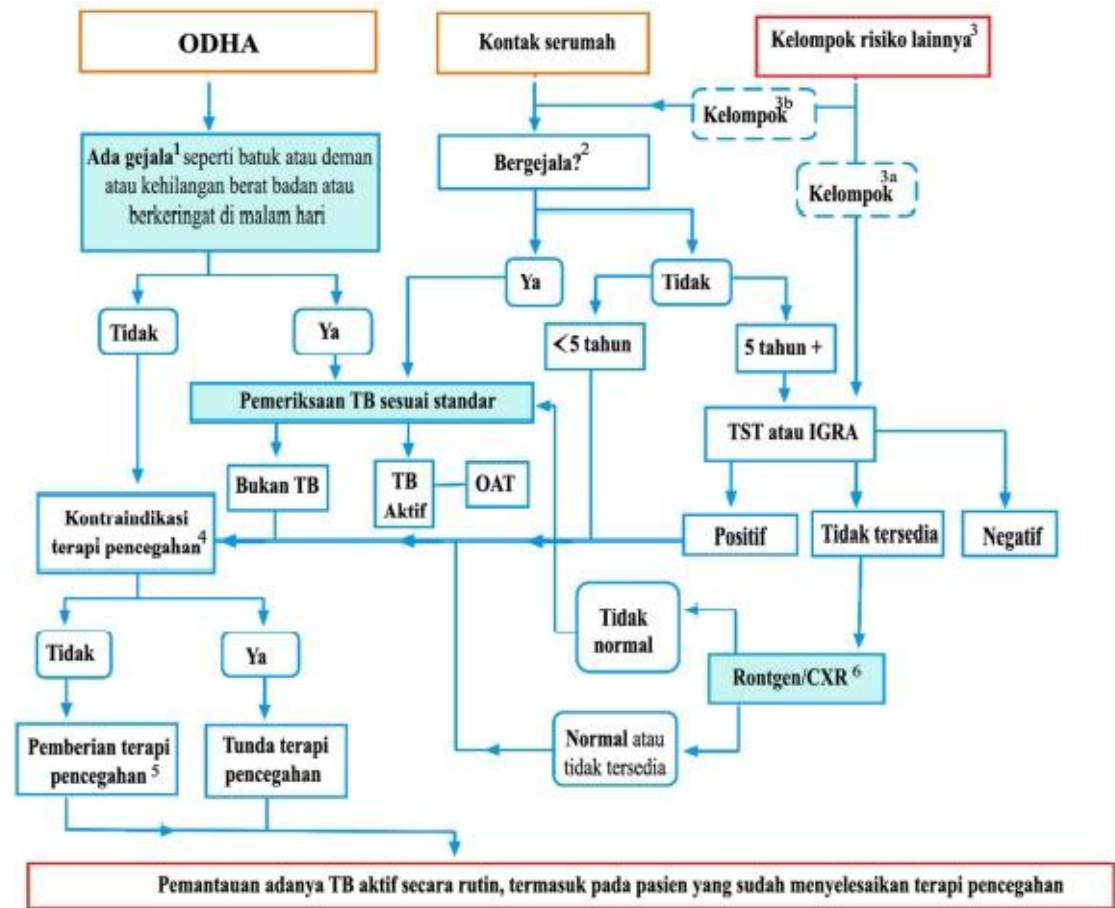 ODHA
Kontak serumah
Kelompok risiko lainnya3
Kelompok3b
Kelompok3a
Ada gejala1 seperti batuk atau deman
atau kehilangan berat badan atau
berkeringat di malam hari
Bergejala?2
Tidak
Ya
Ya
Tidak
<5 tahun
5 tahun +
Pemeriksaan TB sesuai standar
TST atau IGRA
Bukan TB
TB
Aktif
OAT
Kontraindikasi
terapi pencegahan4
Positif
Tidak tersedia
Negatif
Tidak
normal
Tidak
Ya
Rontgen/CXR 6
Pemberian terapi
pencegahan 5
Tunda terapi
pencegahan
Normal atau
tidak tersedia
Pemantauan adanya TB aktif secara rutin, termasuk pada pasien yang sudah menyelesaikan terapi pencegahan